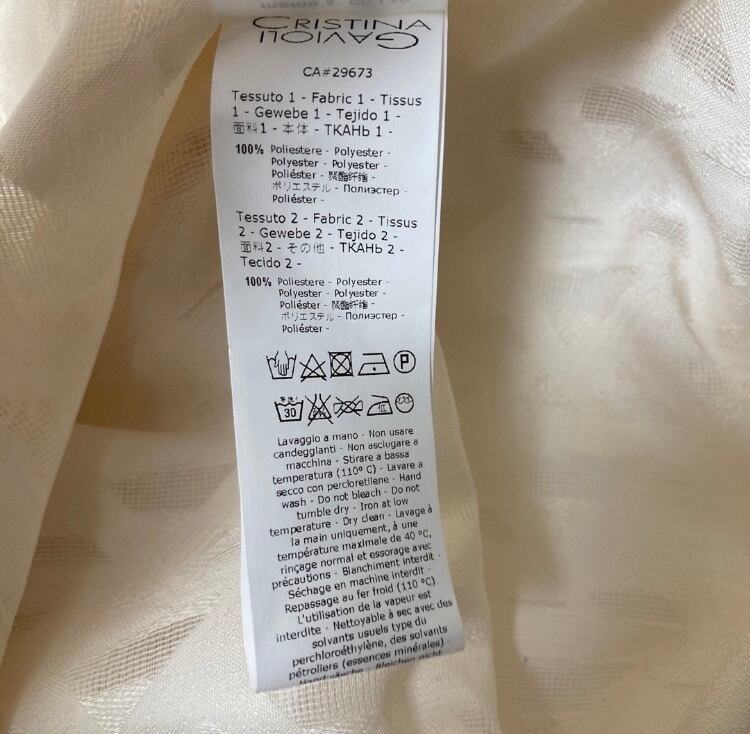 CRISTINA
GAVIOLI
CA#29673
Tessuto 1 - Fabric 1 - Tissus
1 - Gewebe 1 - Tejido 1 -
面料1 - 本体 - ТКАНЬ 1 -
100% Poliestere - Polyester -
Polyester - Polyester -
Poliéster - 聚酯纤维 -
ポリエステル - Полиэстер -
Poliéster -
Tessuto 2 - Fabric 2 - Tissus
2 - Gewebe 2 - Tejido 2 -
面料2 - その他 - ТКАНЬ 2 -
Tecido 2 -
100% Poliestere - Polyester -
Polyester - Polyester -
Poliéster - 聚酯纤维 -
ポリエステル - Полиэстер -
Poliéster -
P
30
Lavaggio a mano - Non usare
candeggianti - Non asciugare a
macchina - Stirare a bassa
temperatura (110° C) - Lavare a
secco con percloretilene - Hand
wash - Do not bleach - Do not
tumble dry - Iron at low
temperature - Dry clean - Lavage à
la main uniquement, à une
température maximale de 40 °C,
rinçage normal et essorage avec
précautions - Blanchiment interdit -
Séchage en machine interdit -
Repassage au fer froid (110 °C)
L'utilisation de la vapeur est
interdite - Nettoyable à sec avec des
solvants usuels type du
perchloroéthylène, des solvants
pétroliers (essences minérales) -
Handwäsche - Bleichen nicht